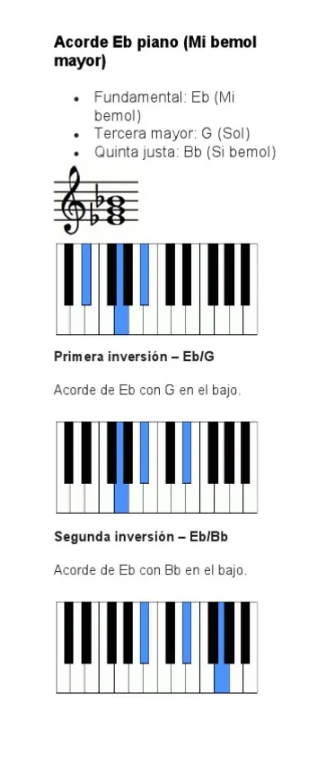 Acorde Eb piano (Mi bemol
mayor)
• Fundamental: Eb (Mi
bemol)
• Tercera mayor: G (Sol)
• Quinta justa: Bb (Si bemol)
Primera inversión – Eb/G
Acorde de Eb con G en el bajo.
Segunda inversión – Eb/Bb
Acorde de Eb con Bb en el bajo.